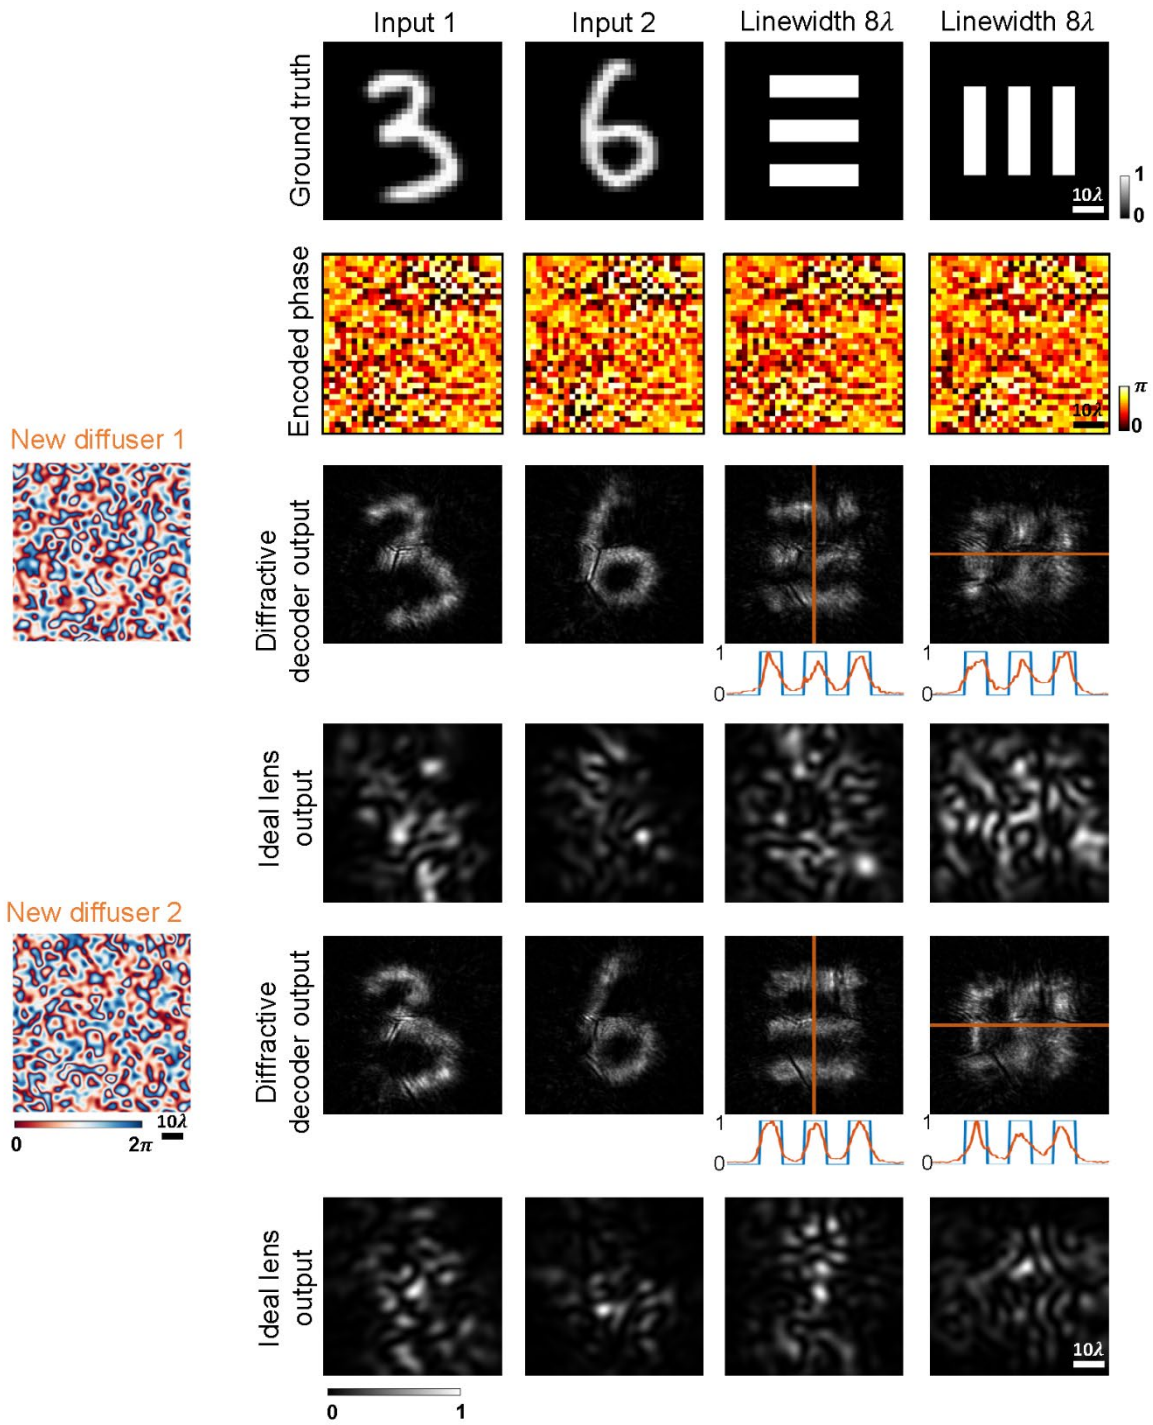 Input 1
Input 2
Linewidth 8λ
Linewidth 8λ
Ground truth
10λ
1
0
Encoded phase
10λ
π
0
New diffuser 1
Diffractive
decoder output
1
0
1
0
Ideal lens
output
New diffuser 2
0
2π
10λ
Diffractive
decoder output
1
0
1
0
Ideal lens
output
10λ
0
1